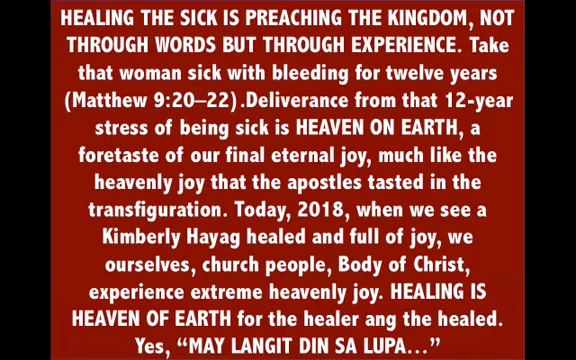 HEALING THE SICK IS PREACHING THE KINGDOM, NOT
THROUGH WORDS BUT THROUGH EXPERIENCE. Take
that woman sick with bleeding for twelve years
(Matthew 9:20–22).Deliverance from that 12-year
stress of being sick is HEAVEN ON EARTH, a
foretaste of our final eternal joy, much like the
heavenly joy that the apostles tasted in the
transfiguration. Today, 2018, when we see a
Kimberly Hayag healed and full of joy, we
ourselves, church people, Body of Christ,
experience extreme heavenly joy. HEALING IS
HEAVEN OF EARTH for the healer ang the healed.
Yes, “MAY LANGIT DIN SA LUPA…”